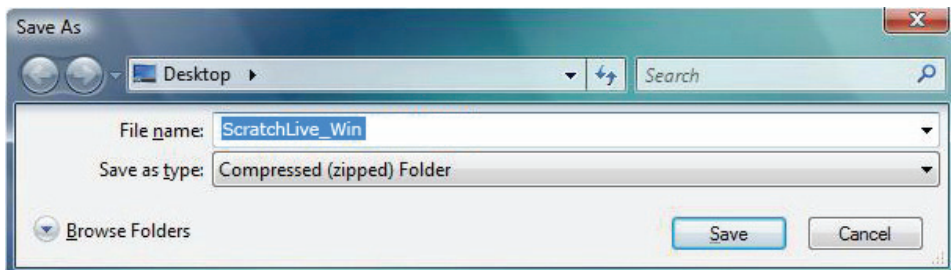 Save As
Desktop
Search
File name: ScratchLive_Win
Save as type: Compressed (zipped) Folder
Browse Folders Save Cancel